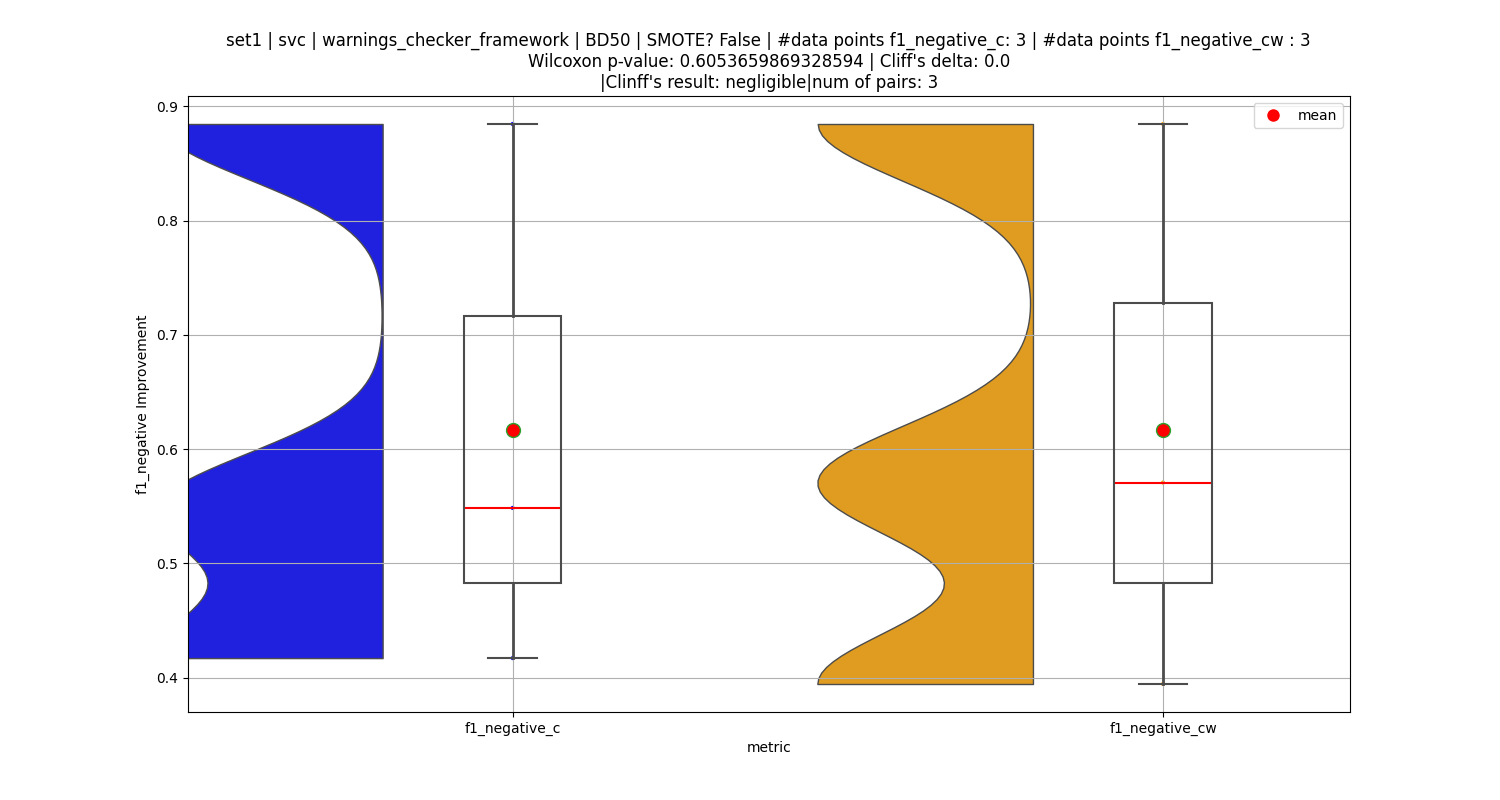 set1 | svc | warnings_checker_framework | BD50 | SMOTE? False | #data points f1_negative_c: 3 | #data points f1_negative_cw : 3
Wilcoxon p-value: 0.6053659869328594 | Cliff's delta: 0.0
|Clinff's result: negligible|num of pairs: 3
mean
0.9
0.8
0.7
0.6
0.5
0.4
f1_negative Improvement
f1_negative_c
f1_negative_cw
metric